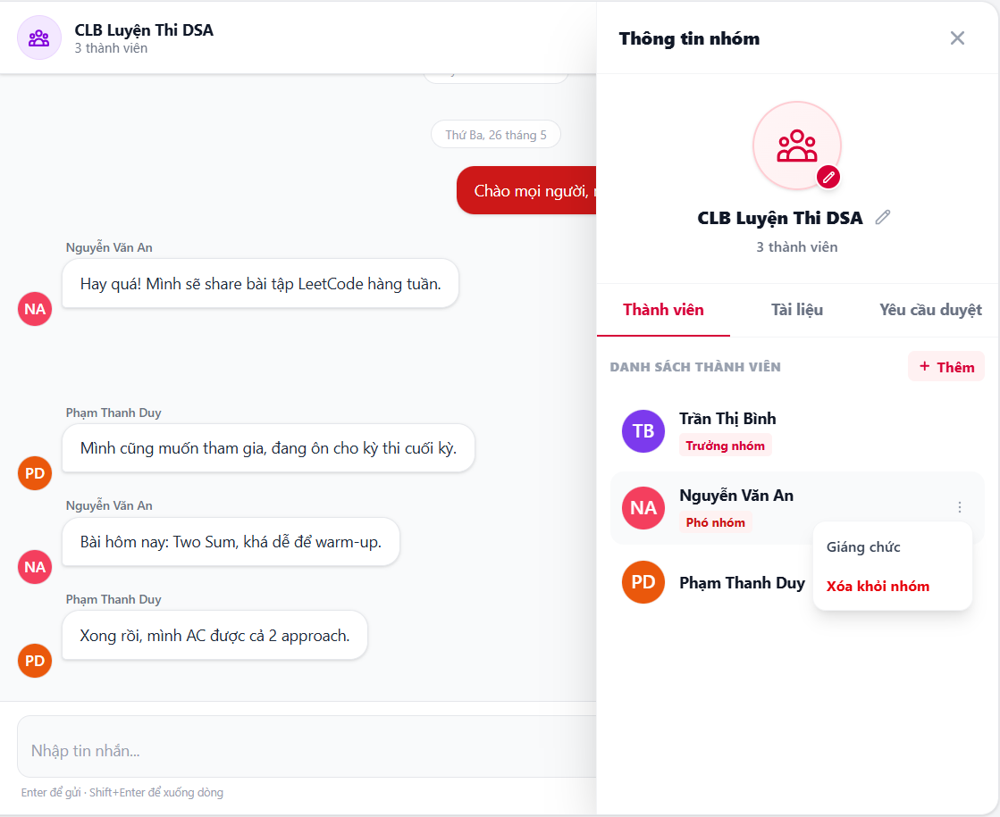 CLB Luyện Thi DSA
3 thành viên
Thứ Ba, 26 tháng 5
Chào mọi người,
Nguyễn Văn An
Hay quá! Mình sẽ share bài tập LeetCode hàng tuần.
NA
Phạm Thanh Duy
Mình cũng muốn tham gia, đang ôn cho kỳ thi cuối kỳ.
PD
Nguyễn Văn An
Bài hôm nay: Two Sum, khá dễ để warm-up.
NA
Phạm Thanh Duy
Xong rồi, mình AC được cả 2 approach.
PD
Nhập tin nhắn...
Enter để gửi · Shift+Enter để xuống dòng
Thông tin nhóm
CLB Luyện Thi DSA
3 thành viên
Thành viên Tài liệu Yêu cầu duyệt
DANH SÁCH THÀNH VIÊN + Thêm
TB Trần Thị Bình
Trưởng nhóm
NA Nguyễn Văn An
Phó nhóm
Giáng chức
PD Phạm Thanh Duy
Xóa khỏi nhóm